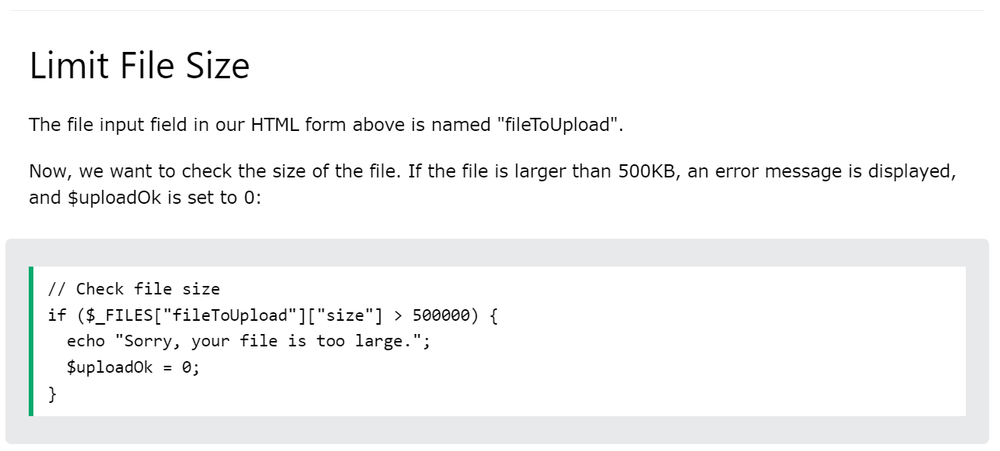 Limit File Size
The file input field in our HTML form above is named "fileToUpload".
Now, we want to check the size of the file. If the file is larger than 500KB, an error message is displayed,
and $uploadOk is set to 0:
// Check file size
if ($_FILES["fileToUpload"]["size"] > 500000) {
  echo "Sorry, your file is too large.";
  $uploadOk = 0;
}